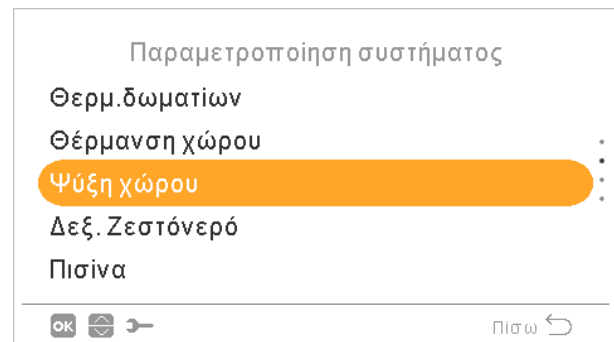 Παραμετροποίηση συστήματος
Θερμ.δωματίων
Θέρμανση χώρου
Ψύξη χώρου
Δεξ. Ζεστόνερό
Πισίνα
OK Πίσω